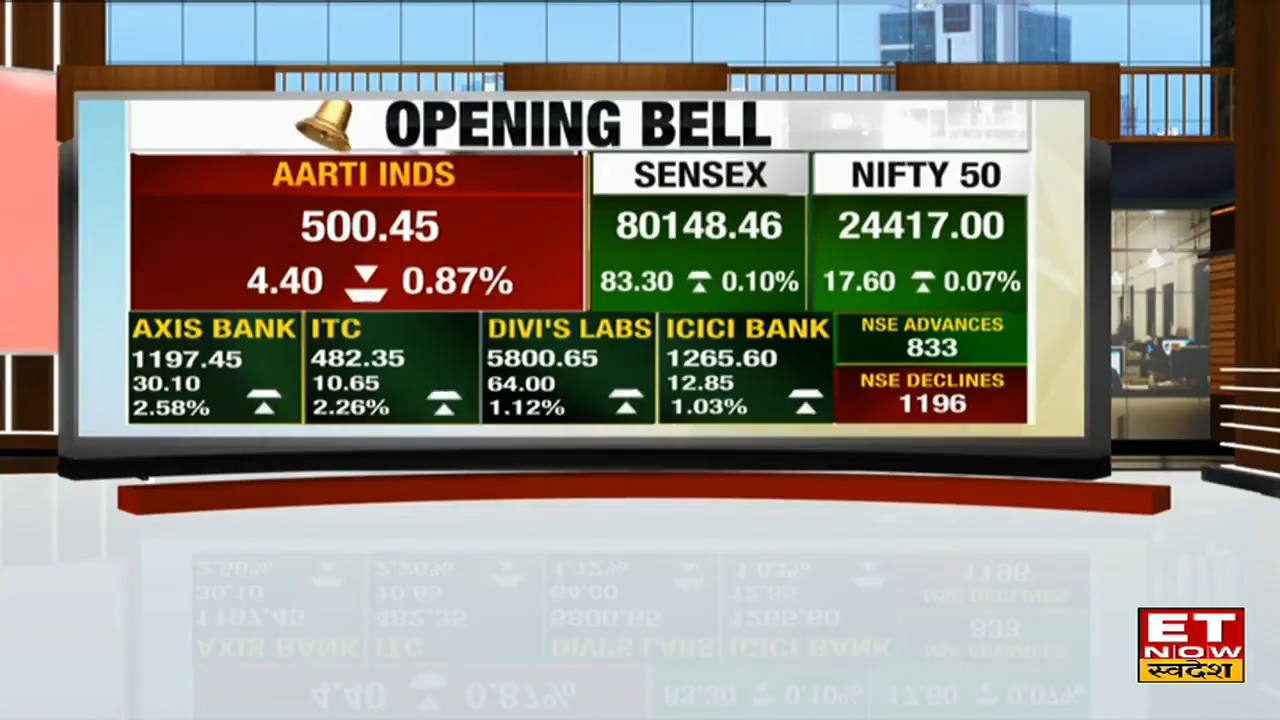 OPENING BELL
AARTI INDS
500.45
4.40 0.87%
SENSEX
80148.46
83.30 0.10%
NIFTY 50
24417.00
17.60 0.07%
AXIS BANK
1197.45
30.10
2.58%
ITC
482.35
10.65
2.26%
DIVI'S LABS
5800.65
64.00
1.12%
ICICI BANK
1265.60
12.85
1.03%
NSE ADVANCES
833
NSE DECLINES
1196
ET
NOW
स्वदेश